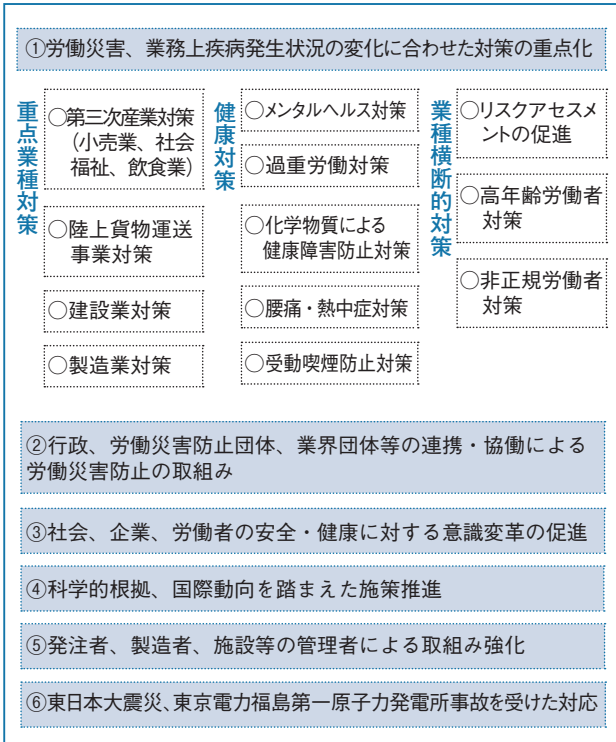 ①労働災害、業務上疾病発生状況の変化に合わせた対策の重点化
重点業種対策
○第三次産業対策
（小売業、社会
福祉、飲食業）
○陸上貨物運送
事業対策
○建設業対策
○製造業対策
健康対策
○メンタルヘルス対策
○過重労働対策
○化学物質による
健康障害防止対策
○腰痛・熱中症対策
○受動喫煙防止対策
業種横断的対策
○リスクアセスメ
ントの促進
○高年齢労働者
対策
○非正規労働者
対策
②行政、労働災害防止団体、業界団体等の連携・協働による
労働災害防止の取組み
③社会、企業、労働者の安全・健康に対する意識変革の促進
④科学的根拠、国際動向を踏まえた施策推進
⑤発注者、製造者、施設等の管理者による取組み強化
⑥東日本大震災、東京電力福島第一原子力発電所事故を受けた対応